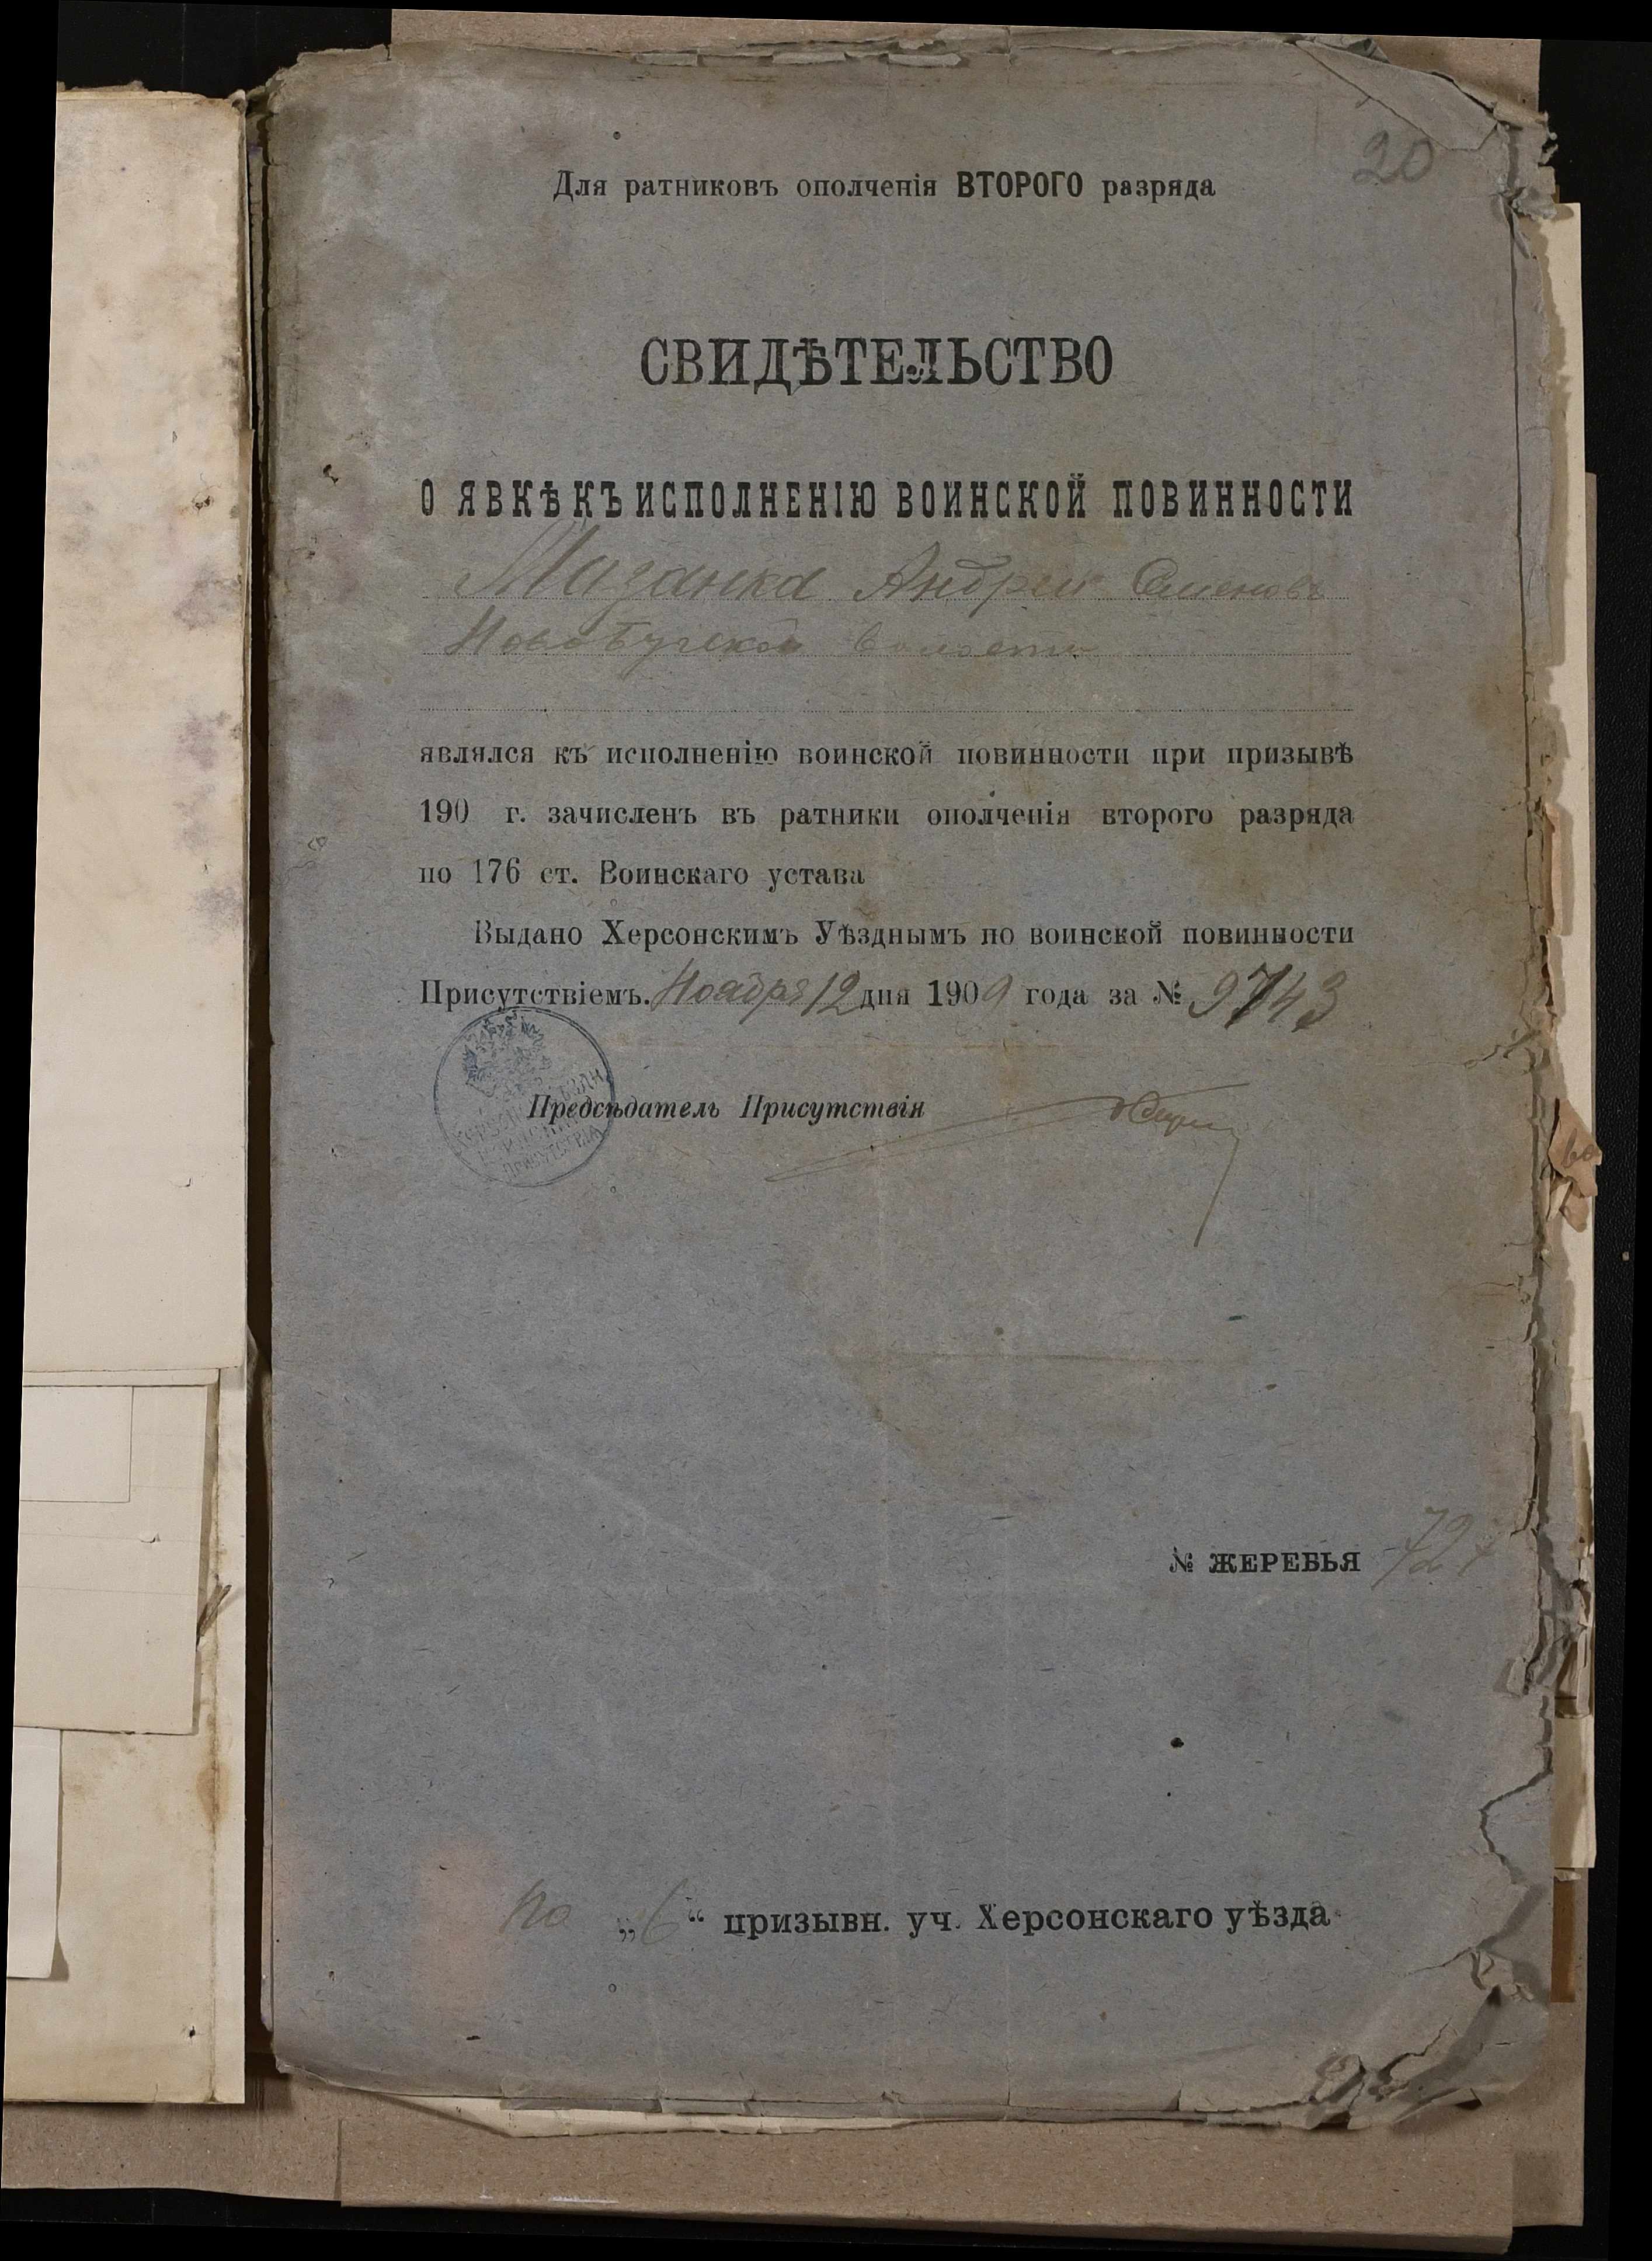 20
Для ратниковъ ополченія ВТОРОГО разряда
СВИДѢТЕЛЬСТВО
О ЯВКѢ КЪ ИСПОЛНЕНІЮ ВОИНСКОЙ ПОВИННОСТИ
Мазанка Андрей Семеновъ
Новобугской волости
являлся къ исполненію воинской повинности при призывѣ
190 г. зачисленъ въ ратники ополченія второго разряда
по 176 ст. Воинскаго устава
Выдано Херсонскимъ Уѣзднымъ по воинской повинности
Присутствіемъ. Ноября 12 дня 1909 года за № 9743
Предсѣдатель Присутствія
№ ЖЕРЕБЬЯ
по „6“ призывн. уч. Херсонскаго уѣзда